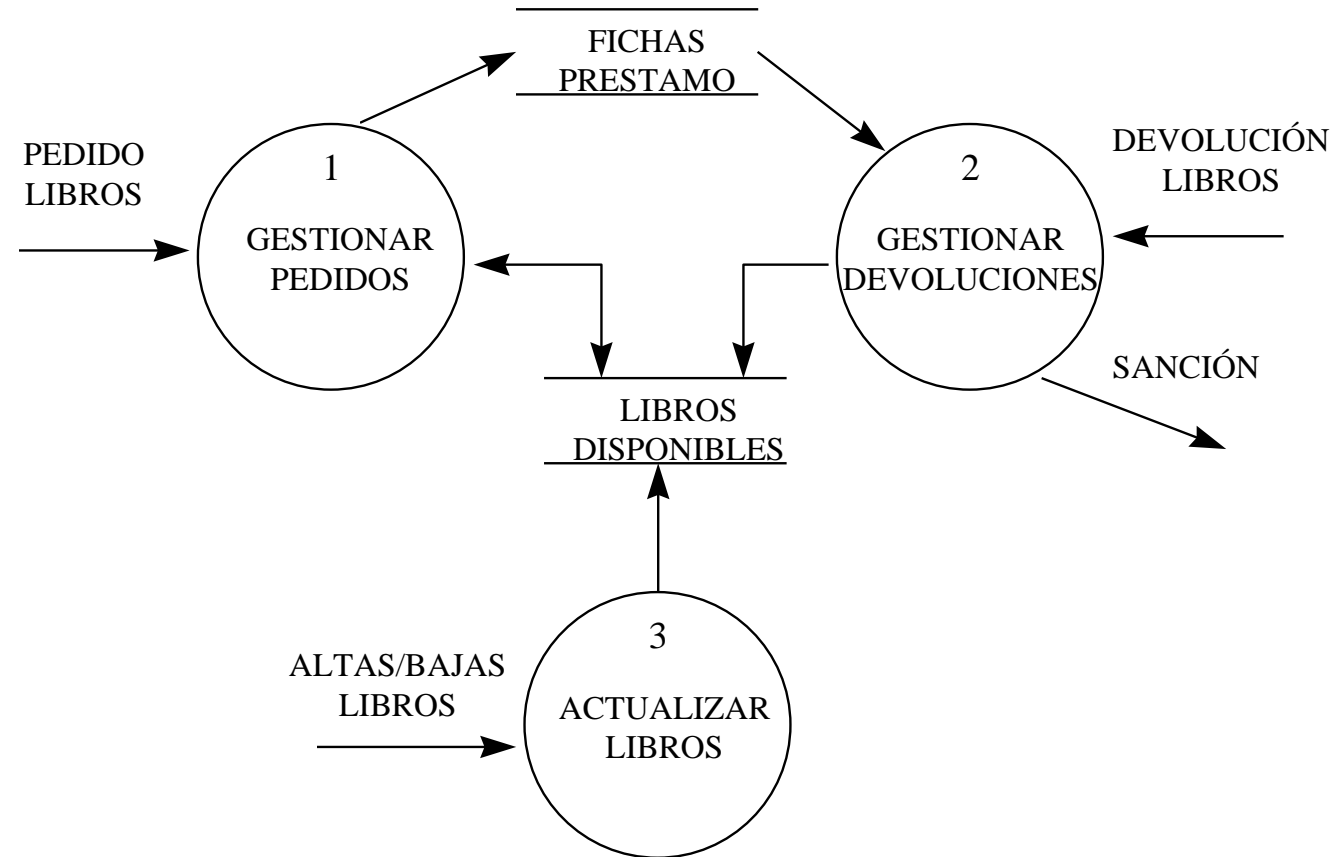 FICHAS
PRESTAMO
PEDIDO
LIBROS
1
GESTIONAR
PEDIDOS
2
GESTIONAR
DEVOLUCIONES
DEVOLUCIÓN
LIBROS
SANCIÓN
LIBROS
DISPONIBLES
ALTAS/BAJAS
LIBROS
3
ACTUALIZAR
LIBROS